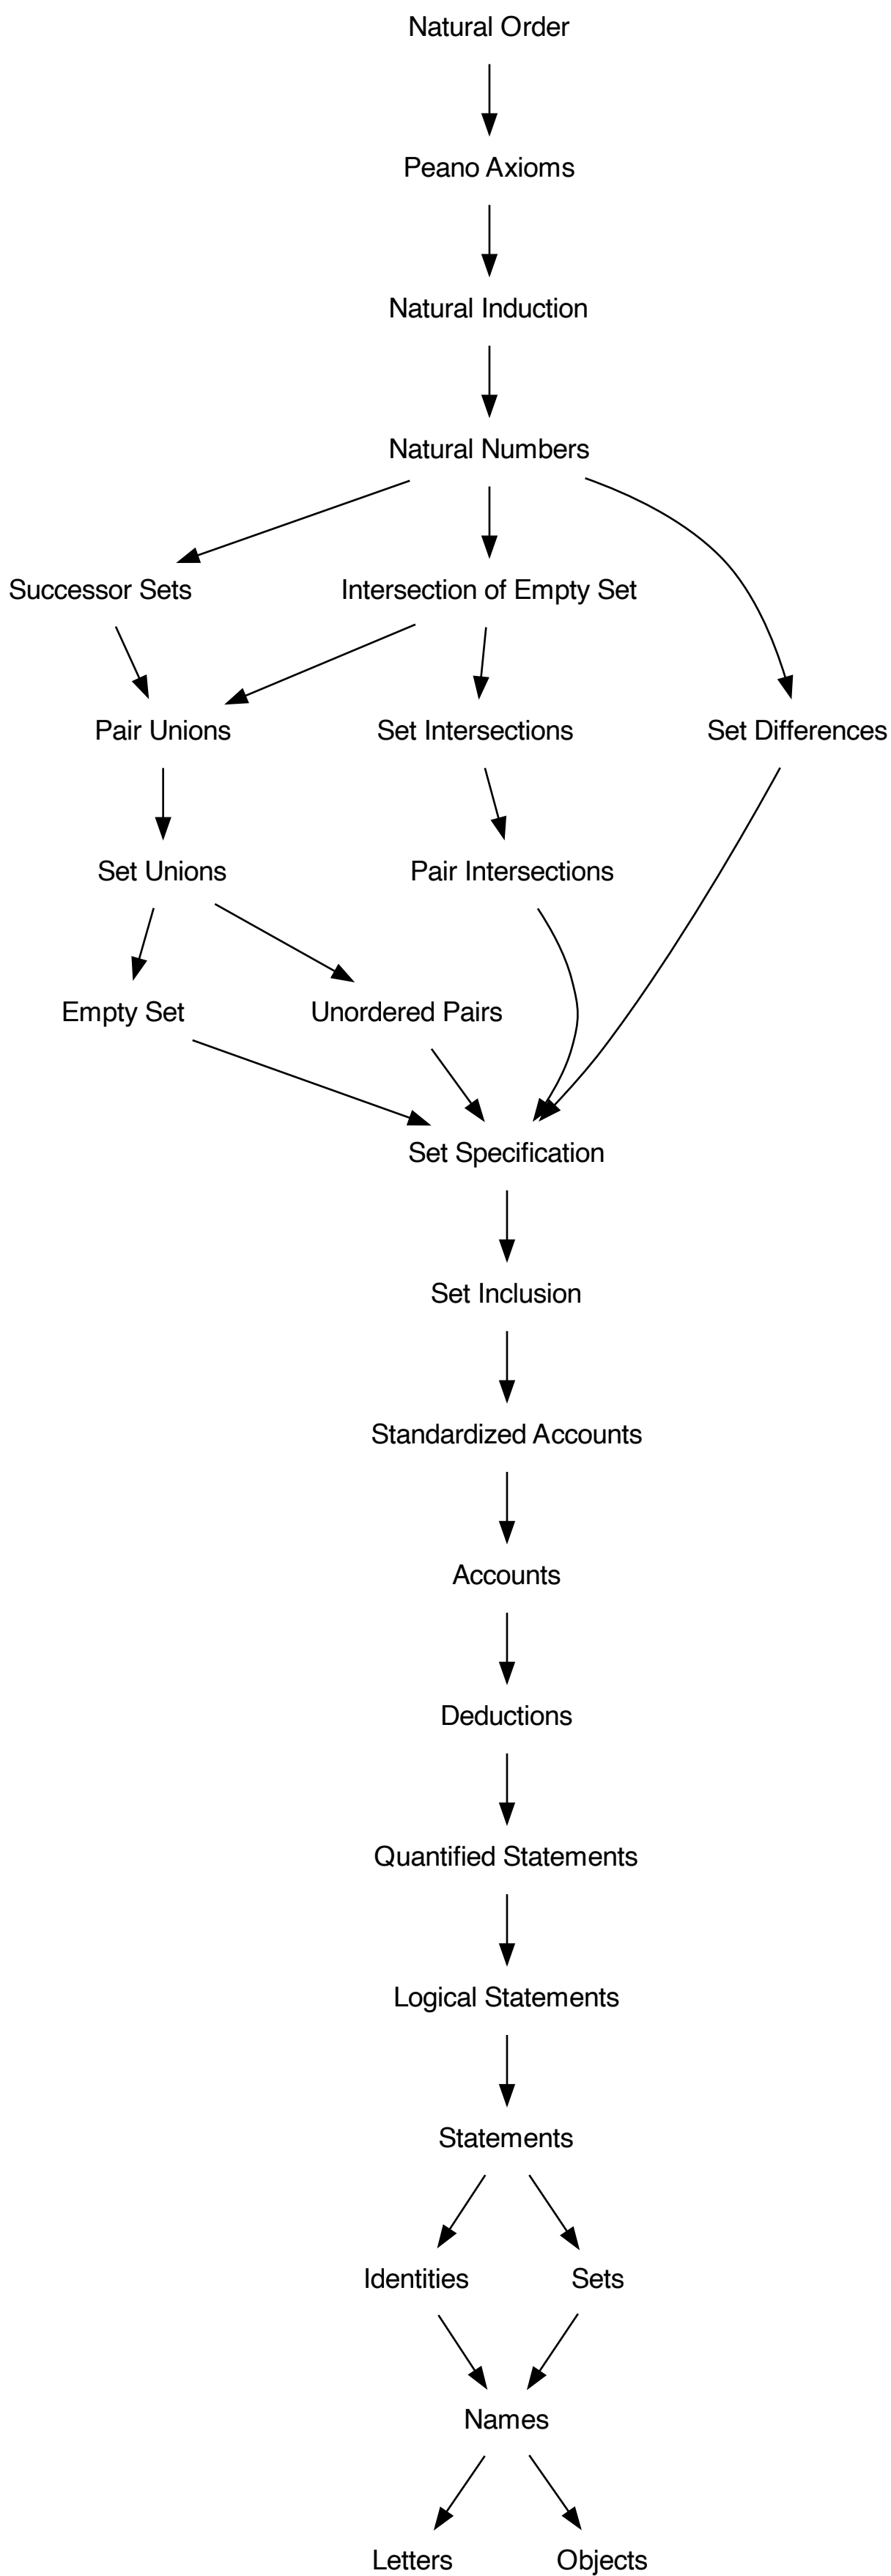 Natural Order
Peano Axioms
Natural Induction
Natural Numbers
Successor Sets
Intersection of Empty Set
Pair Unions
Set Intersections
Set Differences
Set Unions
Pair Intersections
Empty Set
Unordered Pairs
Set Specification
Set Inclusion
Standardized Accounts
Accounts
Deductions
Quantified Statements
Logical Statements
Statements
Identities
Sets
Names
Letters
Objects